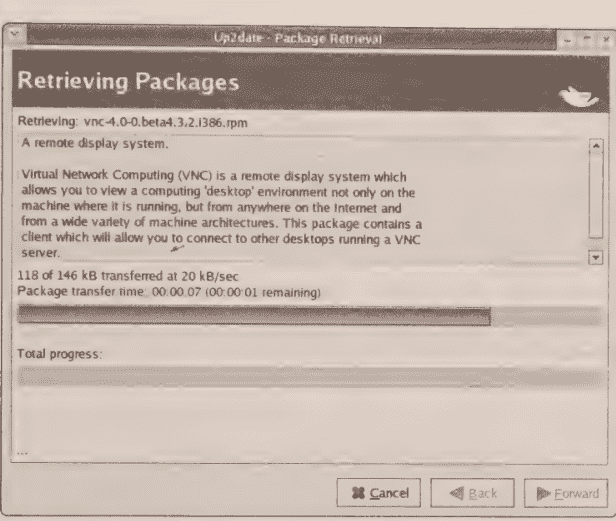 Up2date - Package Retrieval
Retrieving Packages
Retrieving: vnc-4.0-0.beta4.3.2.i386.rpm
A remote display system.
Virtual Network Computing (VNC) is a remote display system which
allows you to view a computing 'desktop' environment not only on the
machine where it is running, but from anywhere on the Internet and
from a wide variety of machine architectures. This package contains a
client which will allow you to connect to other desktops running a VNC
server.
118 of 146 kB transferred at 20 kB/sec
Package transfer time: 00:00:07 (00:00:01 remaining)
Total progress:
...
Cancel
Back
Forward